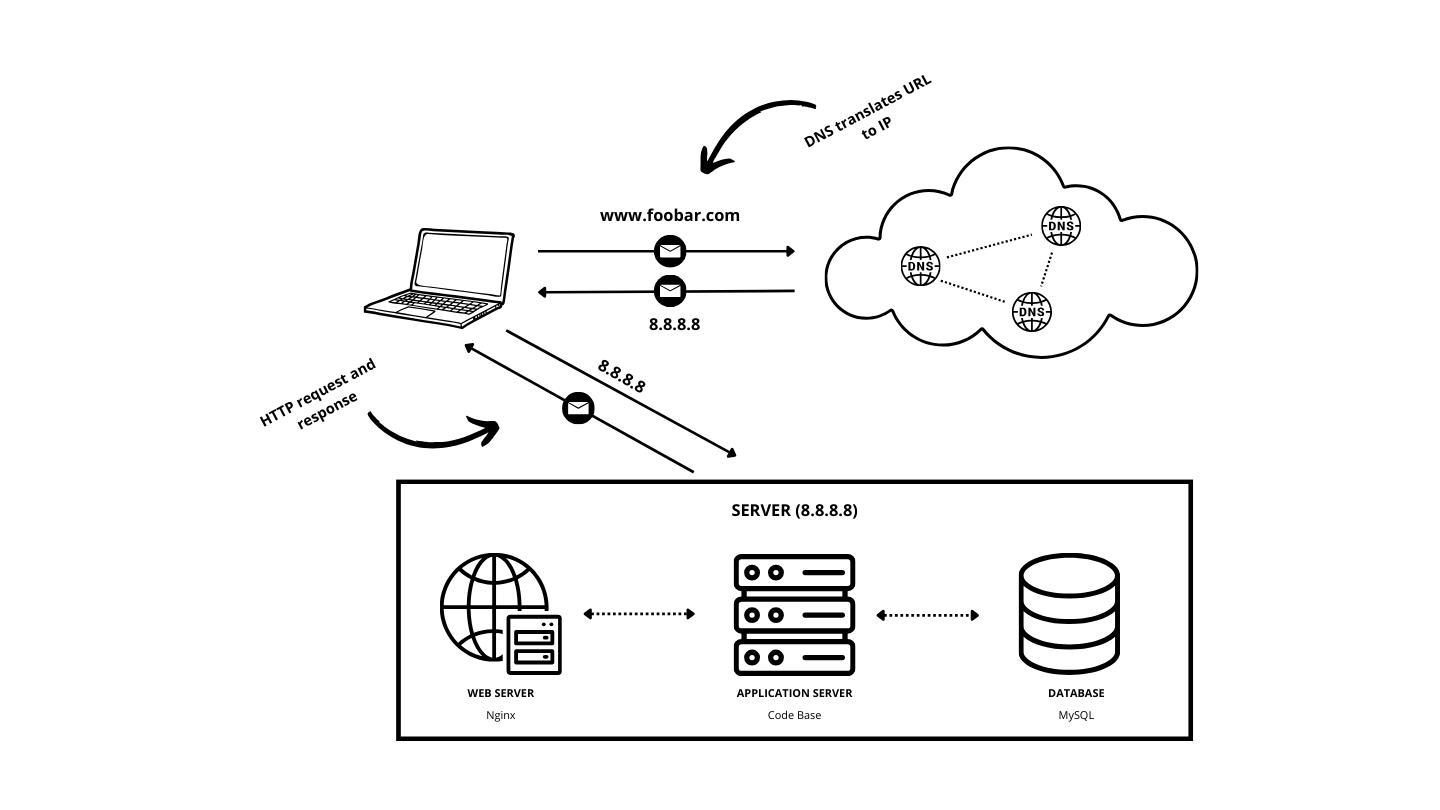 DNS translates URL
to IP
www.foobar.com
DNS
DNS
DNS
8.8.8.8
8.8.8.8
HTTP request and
response
SERVER (8.8.8.8)
WEB SERVER
Nginx
APPLICATION SERVER
Code Base
DATABASE
MySQL